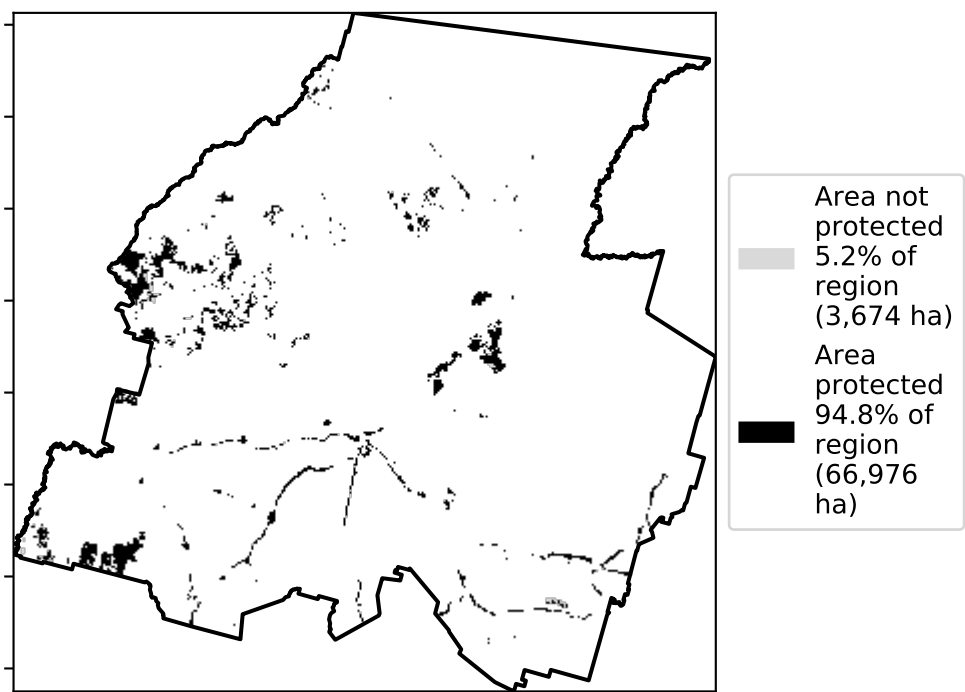 Area not
protected
5.2% of
region
(3,674 ha)
Area
protected
94.8% of
region
(66,976
ha)